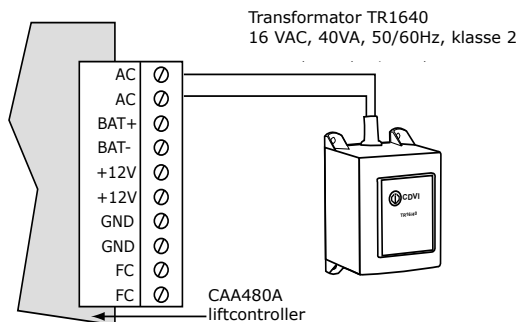 Transformator TR1640
16 VAC, 40VA, 50/60Hz, klasse 2
AC
AC
BAT+
BAT-
+12V
+12V
GND
GND
FC
FC
CDVI
TR1640
CAA480A
liftcontroller